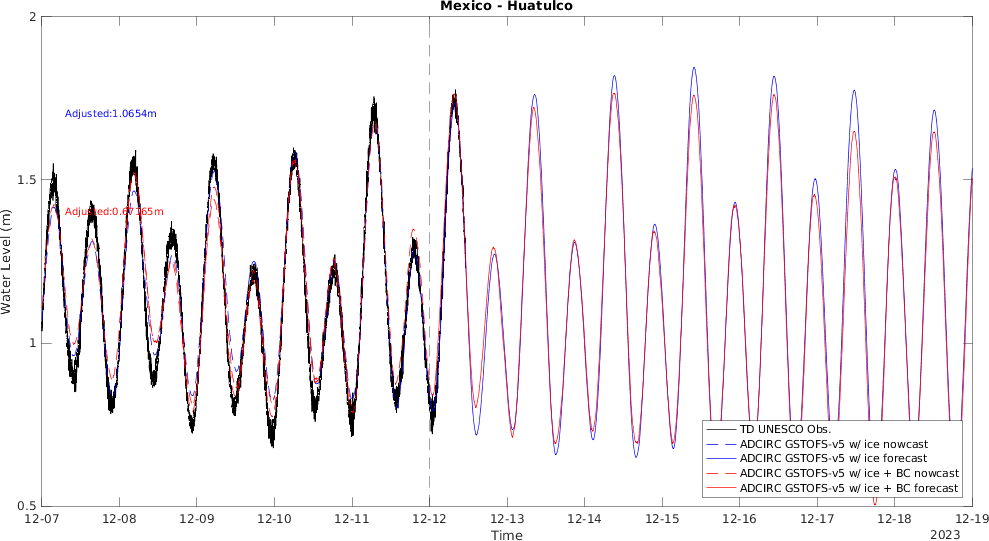 Mexico - Huatulco
2
1.5
1
0.5
Water Level (m)
Adjusted:1.0654m
Adjusted:0.67165m
TD UNESCO Obs.
ADCIRC GSTOFS-v5 w/ ice nowcast
ADCIRC GSTOFS-v5 w/ ice forecast
ADCIRC GSTOFS-v5 w/ ice + BC nowcast
ADCIRC GSTOFS-v5 w/ ice + BC forecast
12-07 12-08 12-09 12-10 12-11 12-12 12-13 12-14 12-15 12-16 12-17 12-18 12-19
Time
2023